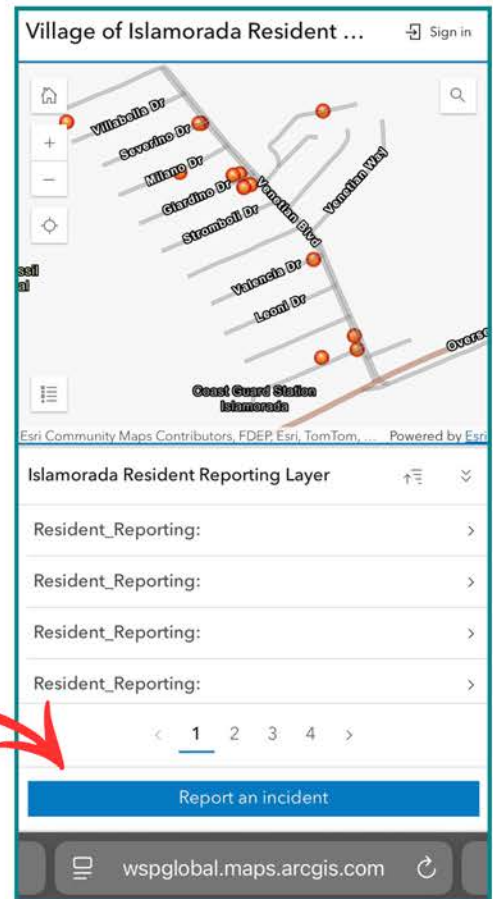 Village of Islamorada Resident ...
Sign in
Villabella Dr
Severino Dr
Milano Dr
Giardino Dr
Stromboli Dr
Venetian Blvd
Venetian Way
Valencia Dr
Leoni Dr
Overse
Coast Guard Station
Islamorada
Esri Community Maps Contributors, FDEP, Esri, TomTom, ... Powered by Esri
Islamorada Resident Reporting Layer
Resident_Reporting:
Resident_Reporting:
Resident_Reporting:
Resident_Reporting:
< 1 2 3 4 >
Report an incident
wspglobal.maps.arcgis.com